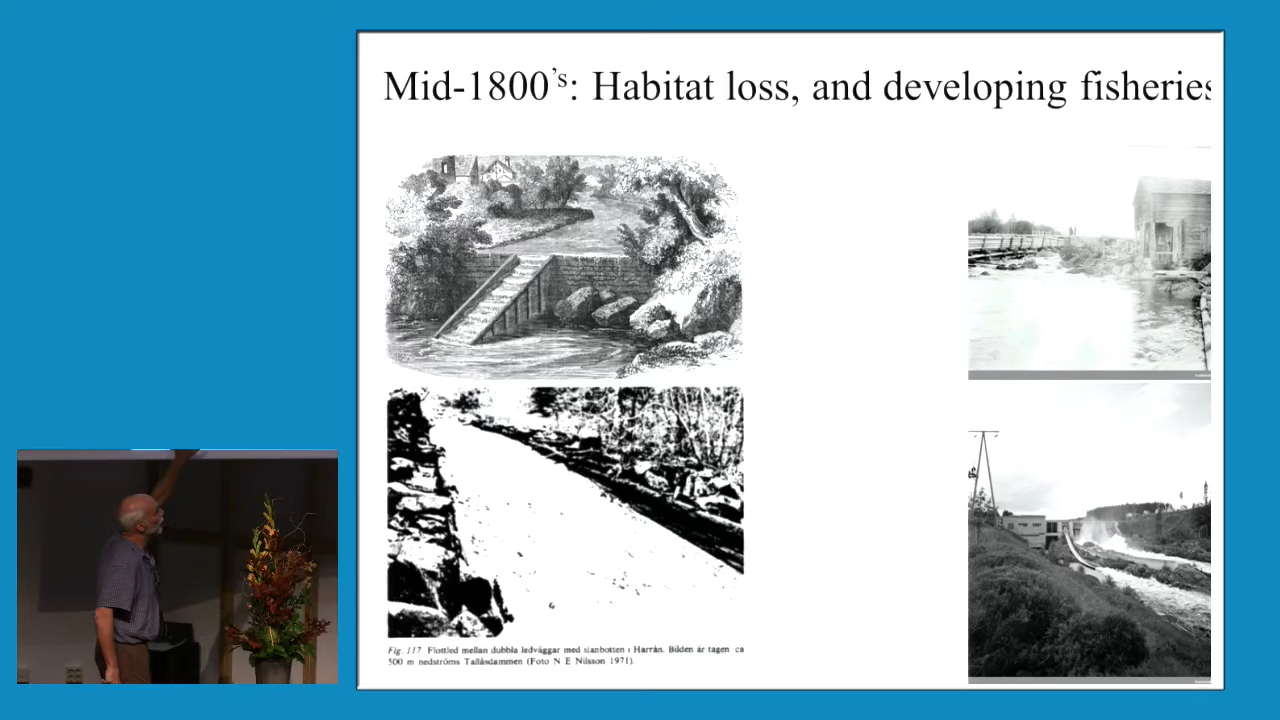 Mid-1800's: Habitat loss, and developing fisheries
Fig. 117 Flottled mellan dubbla ledväggar med slanbotten i Harrån. Bilden är tagen ca
500 m nedströms Tallåsdammen (Foto N E Nilsson 1971).